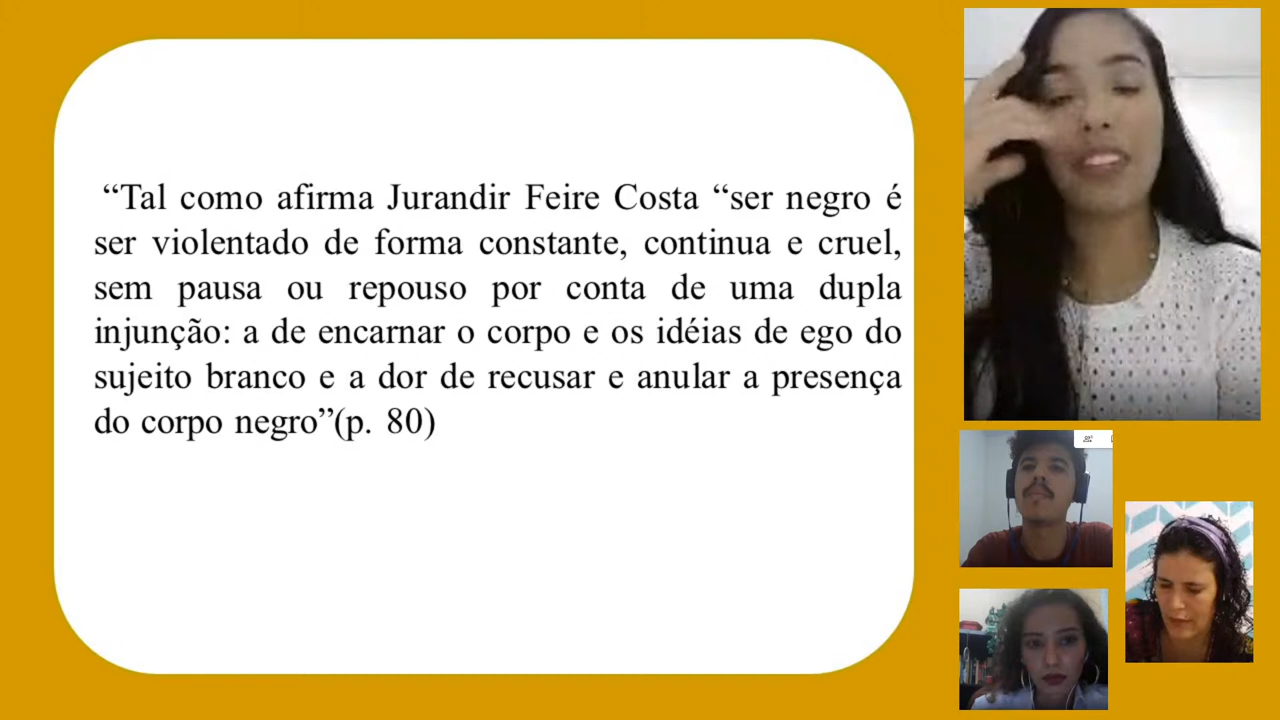 “Tal como afirma Jurandir Feire Costa “ser negro é
ser violentado de forma constante, continua e cruel,
sem pausa ou repouso por conta de uma dupla
injunção: a de encarnar o corpo e os idéias de ego do
sujeito branco e a dor de recusar e anular a presença
do corpo negro”(p. 80)